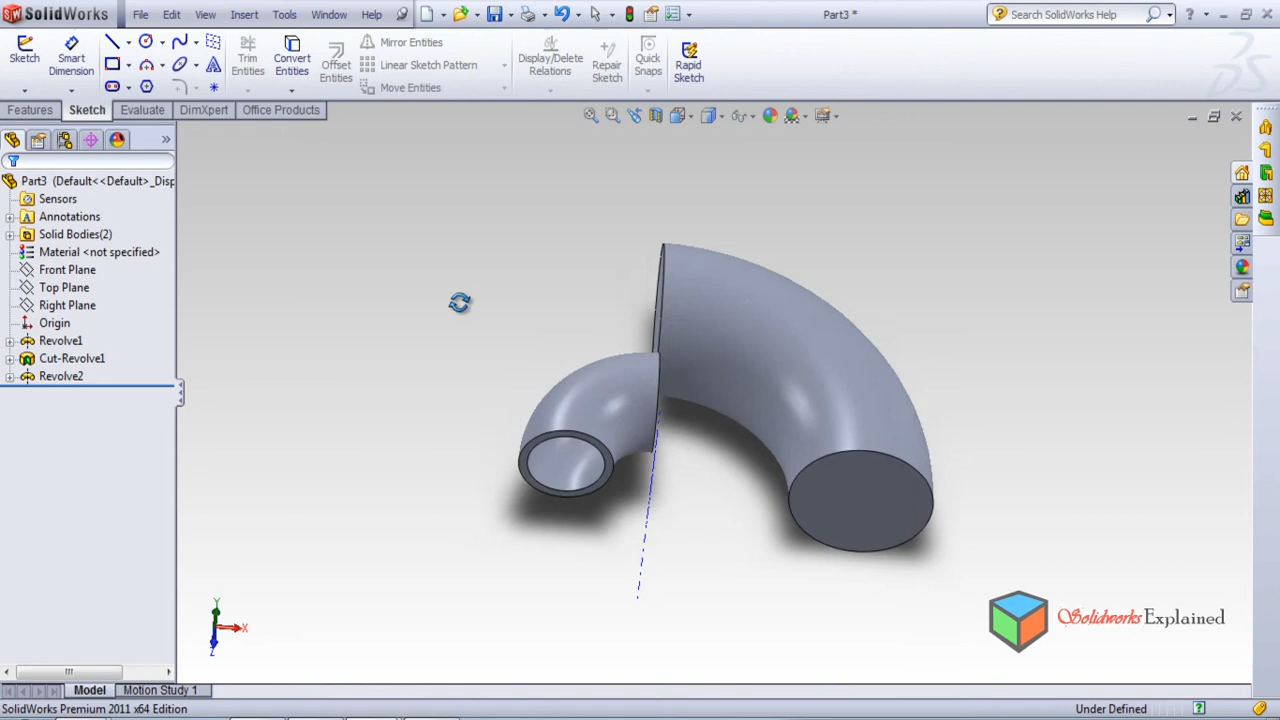 SolidWorks File Edit View Insert Tools Window Help Part3 * Search SolidWorks Help
Sketch Smart Dimension Trim Entities Convert Entities Offset Entities Mirror Entities Linear Sketch Pattern Move Entities Display/Delete Relations Repair Sketch Quick Snaps Rapid Sketch
Features Sketch Evaluate DimXpert Office Products
Part3 (Default<<Default>_Disp
Sensors
Annotations
Solid Bodies(2)
Material <not specified>
Front Plane
Top Plane
Right Plane
Origin
Revolve1
Cut-Revolve1
Revolve2
Y
X
Z
Solidworks Explained
Model Motion Study 1
SolidWorks Premium 2011 x64 Edition Under Defined